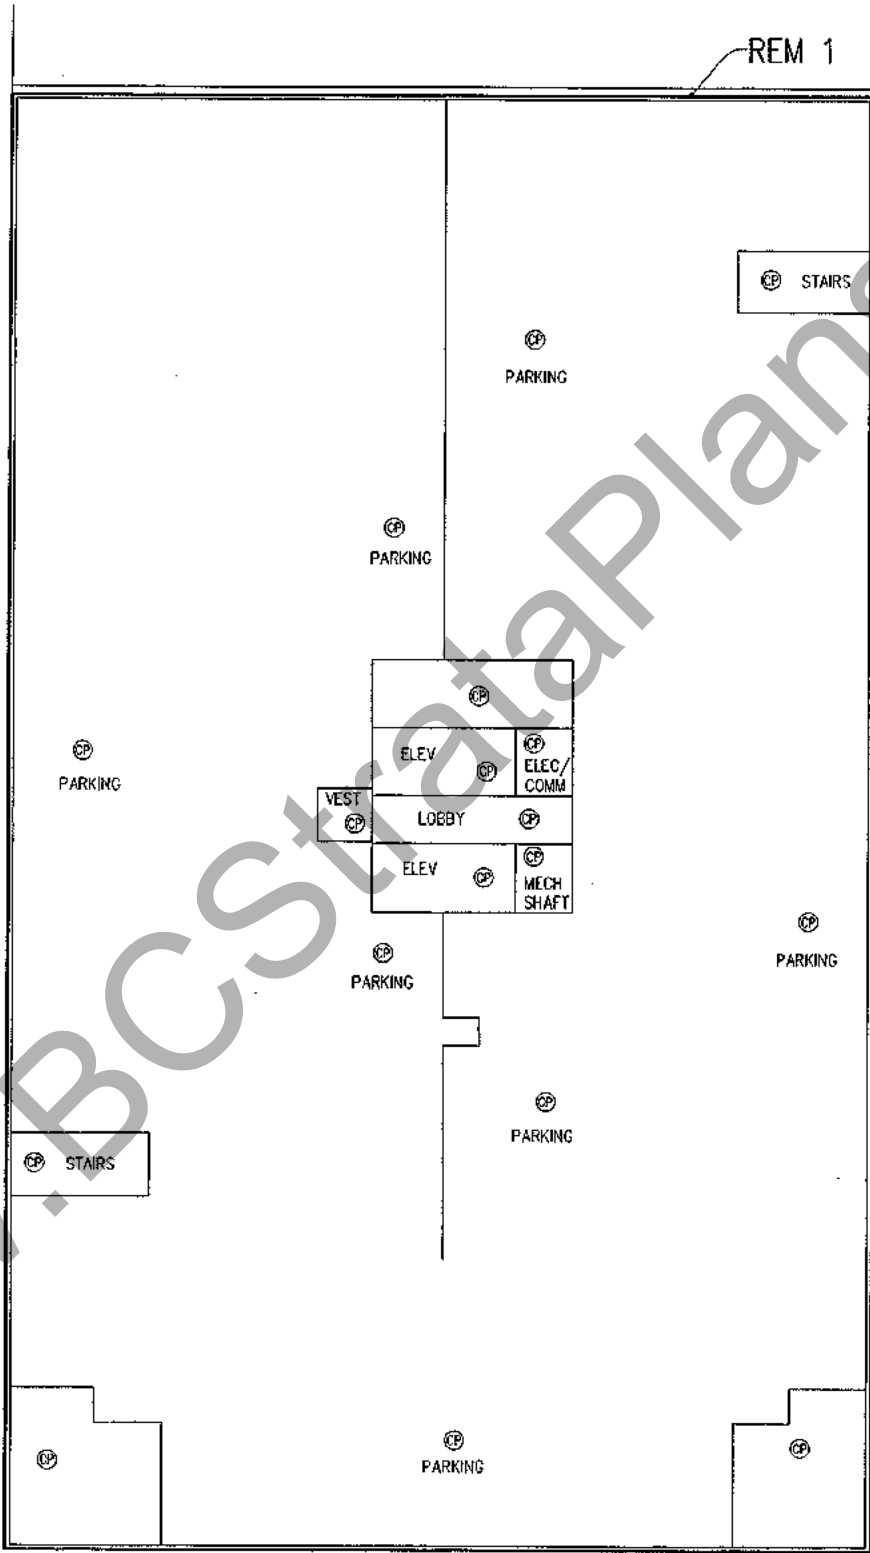 REM 1
CP STAIRS
CP
PARKING
CP
PARKING
CP
ELEV
CP
CP
ELEC/
COMM
CP
PARKING
VEST
CP
LOBBY
CP
ELEV
CP
CP
MECH
SHAFT
CP
PARKING
CP
PARKING
CP
PARKING
CP STAIRS
CP
CP
PARKING
CP
.BCStrataPlans